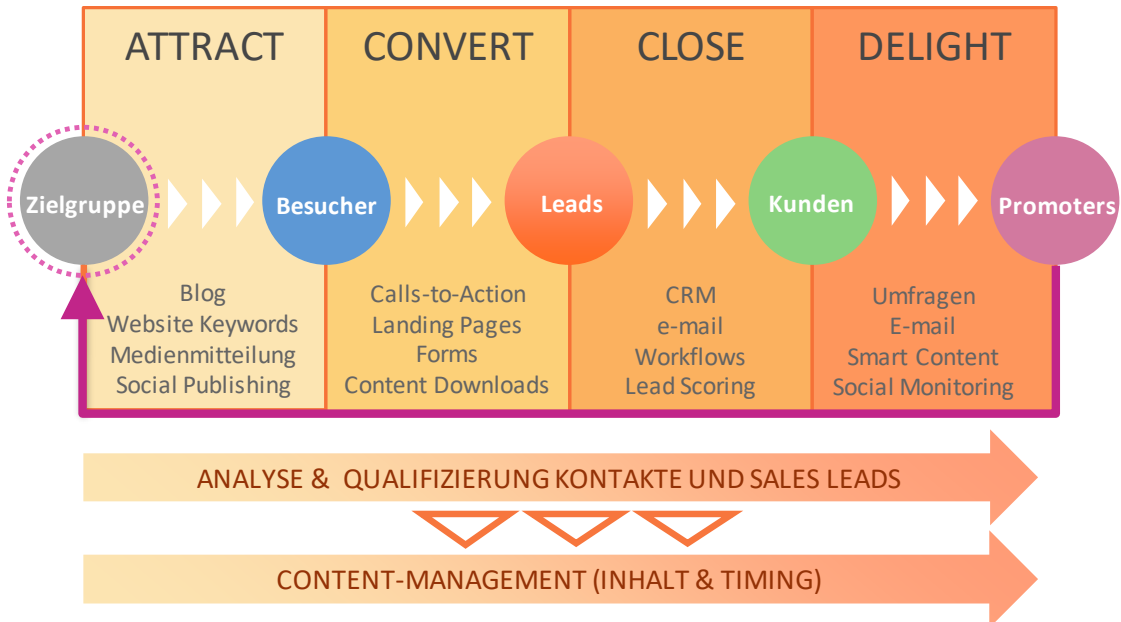 ATTRACT
CONVERT
CLOSE
DELIGHT
Zielgruppe
Besucher
Leads
Kunden
Promoters
Blog
Website Keywords
Medienmitteilung
Social Publishing
Calls-to-Action
Landing Pages
Forms
Content Downloads
CRM
e-mail
Workflows
Lead Scoring
Umfragen
E-mail
Smart Content
Social Monitoring
ANALYSE & QUALIFIZIERUNG KONTAKTE UND SALES LEADS
CONTENT-MANAGEMENT (INHALT & TIMING)